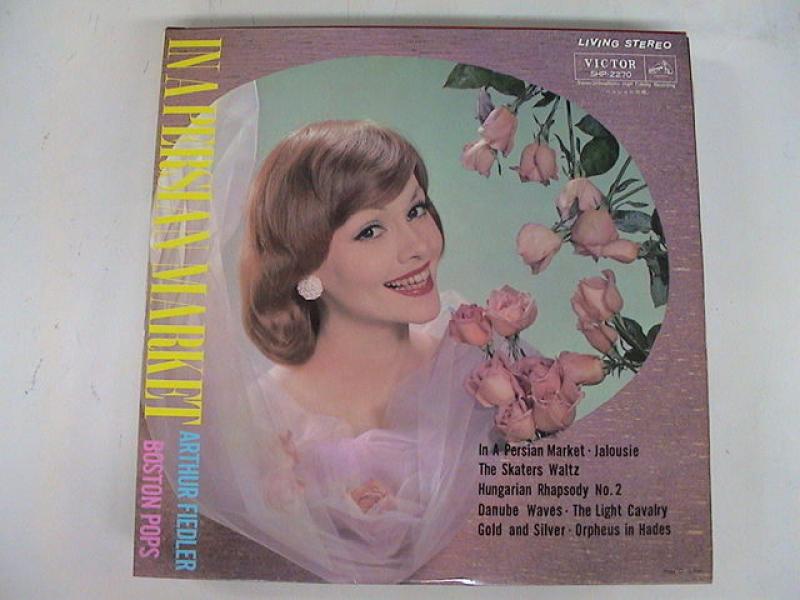 IN A PERSIAN MARKET
ARTHUR FIEDLER
BOSTON POPS
LIVING STEREO
VICTOR
SHP-2270
In A Persian Market · Jalousie
The Skaters Waltz
Hungarian Rhapsody No.2
Danube Waves · The Light Cavalry
Gold and Silver · Orpheus in Hades